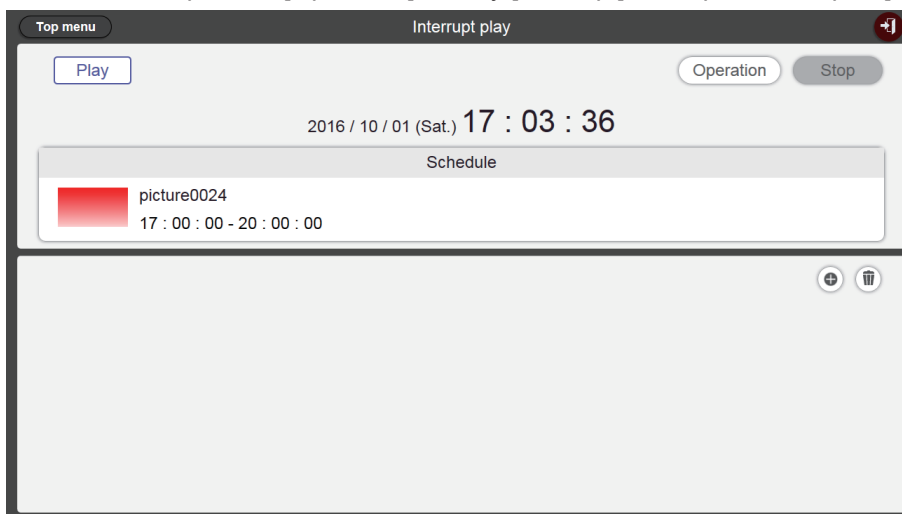 Top menu
Interrupt play
Play
Operation
Stop
2016 / 10 / 01 (Sat.) 17 : 03 : 36
Schedule
picture0024
17 : 00 : 00 - 20 : 00 : 00